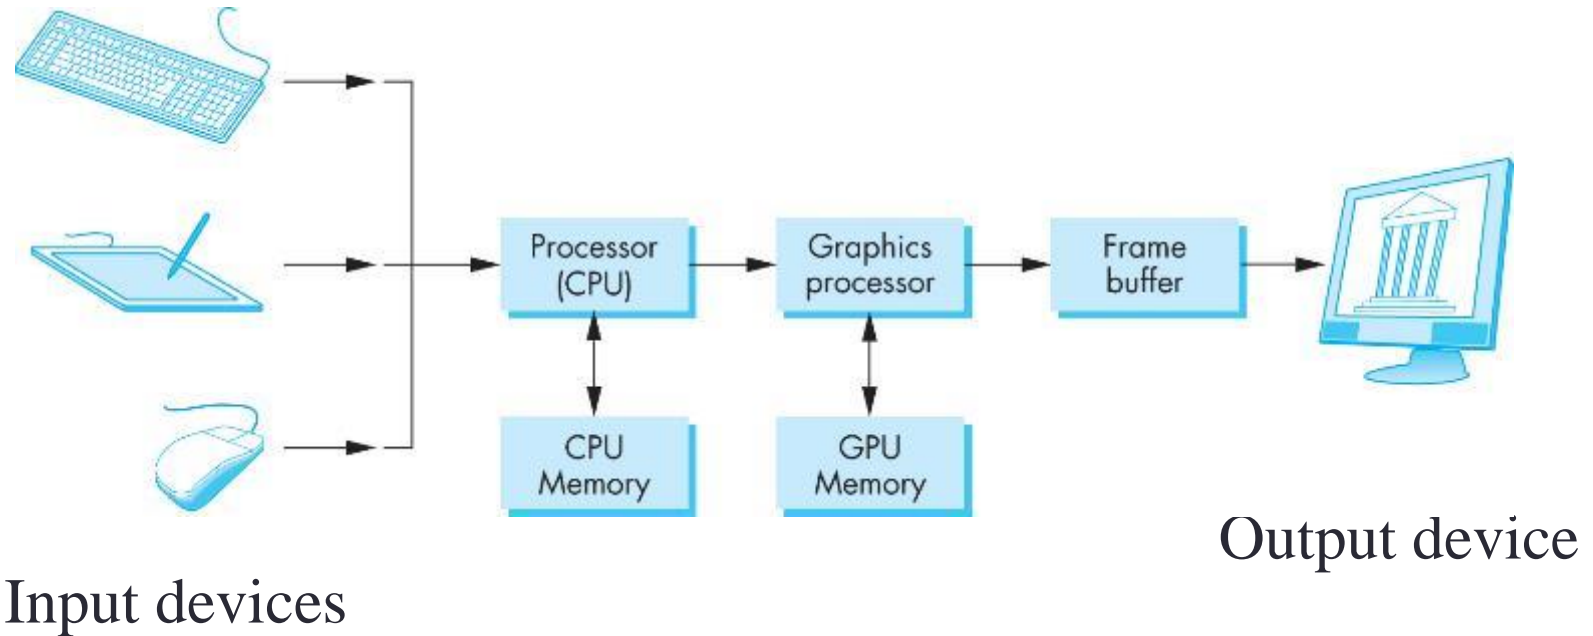 Processor
(CPU)
Graphics
processor
Frame
buffer
CPU
Memory
GPU
Memory
Output device
Input devices